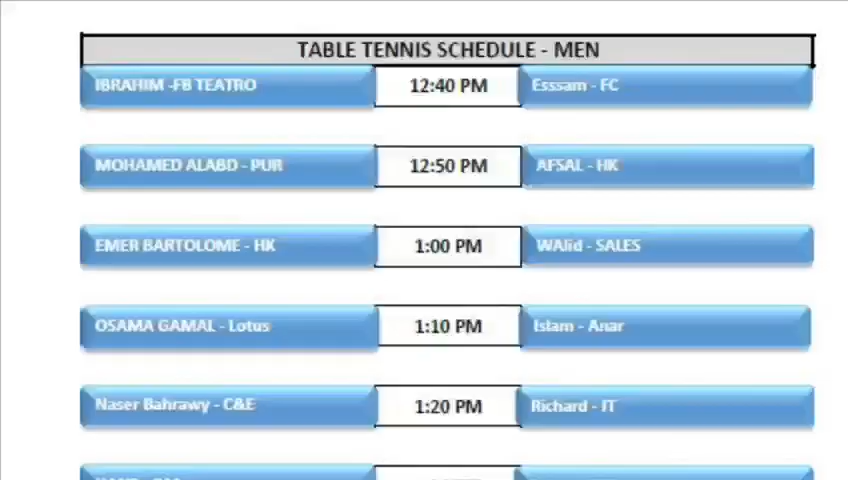 TABLE TENNIS SCHEDULE - MEN
IBRAHIM -FB TEATRO 12:40 PM Esssam - FC
MOHAMED ALABD - PUR 12:50 PM AFSAL - HK
EMER BARTOLOME - HK 1:00 PM WAlid - SALES
OSAMA GAMAL - Lotus 1:10 PM Islam - Anar
Naser Bahrawy - C&E 1:20 PM Richard - IT